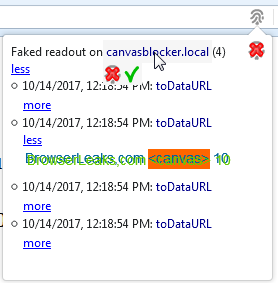 Faked readout on canvasblocker.local (4)
less
10/14/2017, 12:18:54 PM: toDataURL
more
10/14/2017, 12:18:54 PM: toDataURL
less
BrowserLeaks,com <canvas> 10
10/14/2017, 12:18:54 PM: toDataURL
more
10/14/2017, 12:18:54 PM: toDataURL
more